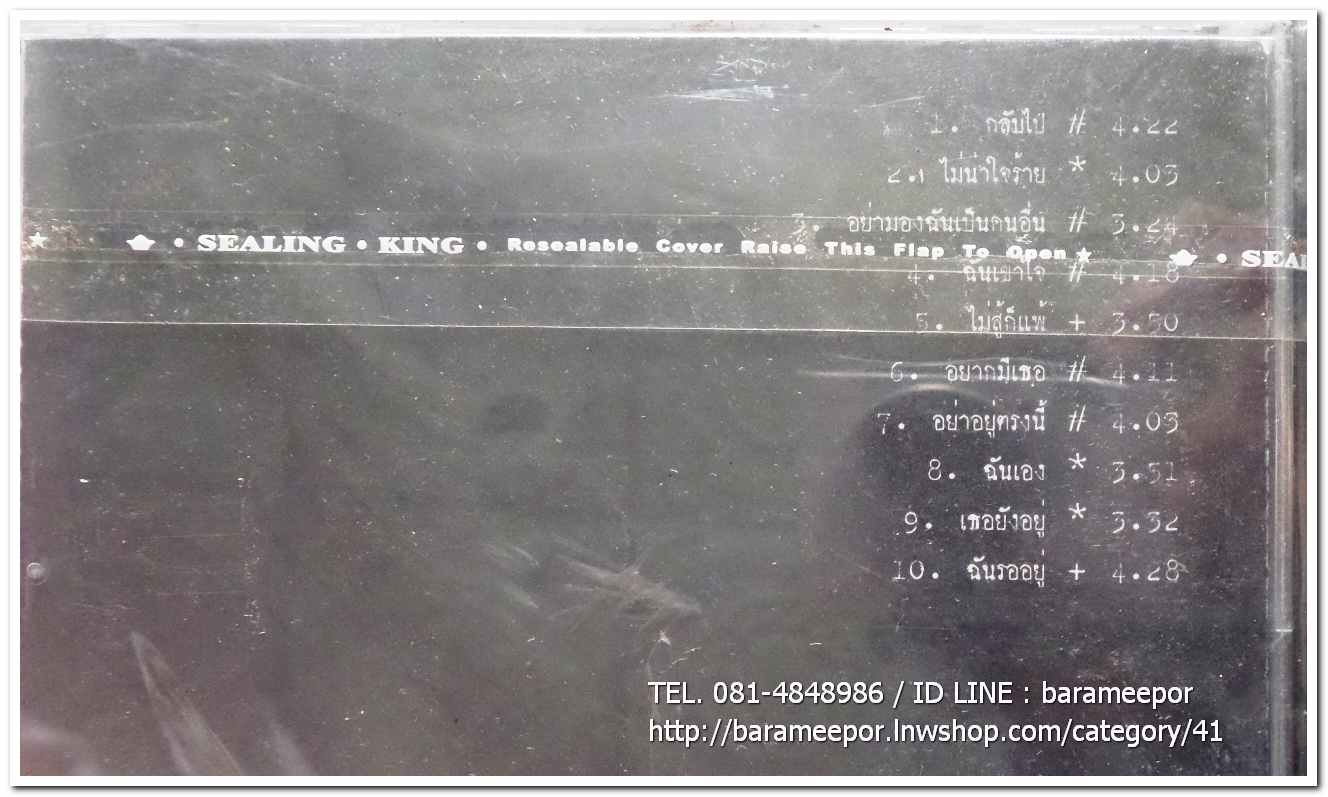 1. กลับไป # 4.22
2. ไม่น่าใจร้าย * 4.03
3. อย่ามองฉันเป็นคนอื่น # 3.24
★ • SEALING • KING • Resealable Cover Raise This Flap To Open ★ • SEAL
4. ฉันเข้าใจ # 4.18
5. ไม่สู้ก็แพ้ + 3.50
6. อยากมีเธอ # 4.11
7. อย่าอยู่ตรงนี้ # 4.03
8. ฉันเอง * 3.51
9. เธอยังอยู่ * 3.32
10. ฉันรออยู่ + 4.28
TEL. 081-4848986 / ID LINE : barameepor
http://barameepor.lnwshop.com/category/41